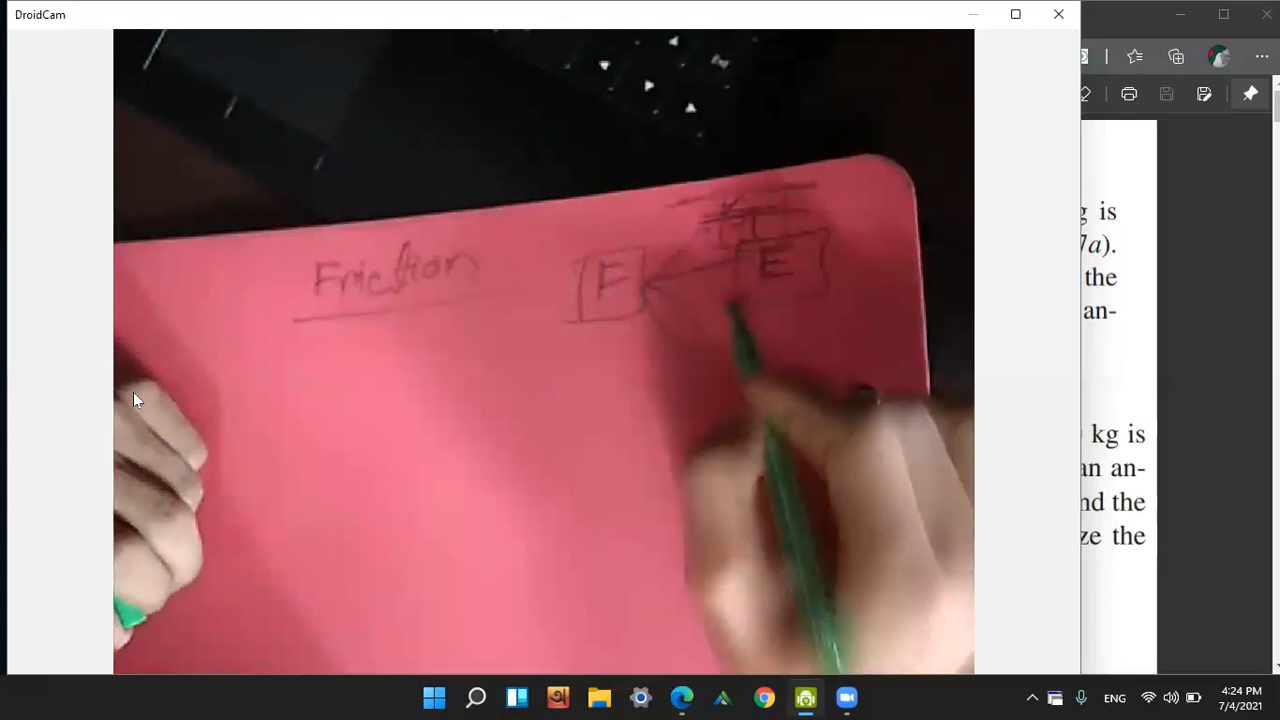 DroidCam
Friction
F
E
g is
7a).
the
an-
kg is
an an-
nd the
ze the
ENG
4:24 PM
7/4/2021